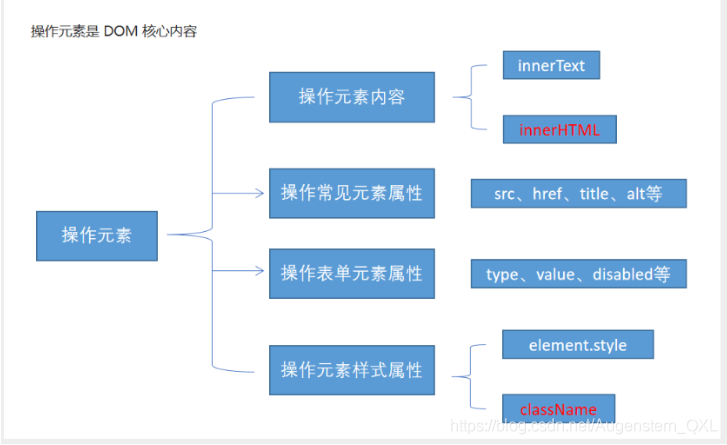 操作元素是 DOM 核心内容
innerText
操作元素内容
innerHTML
操作常见元素属性
src、href、title、alt等
操作元素
操作表单元素属性
type、value、disabled等
element.style
操作元素样式属性
className
https://blog.csdn.net/Augenstern_QXL